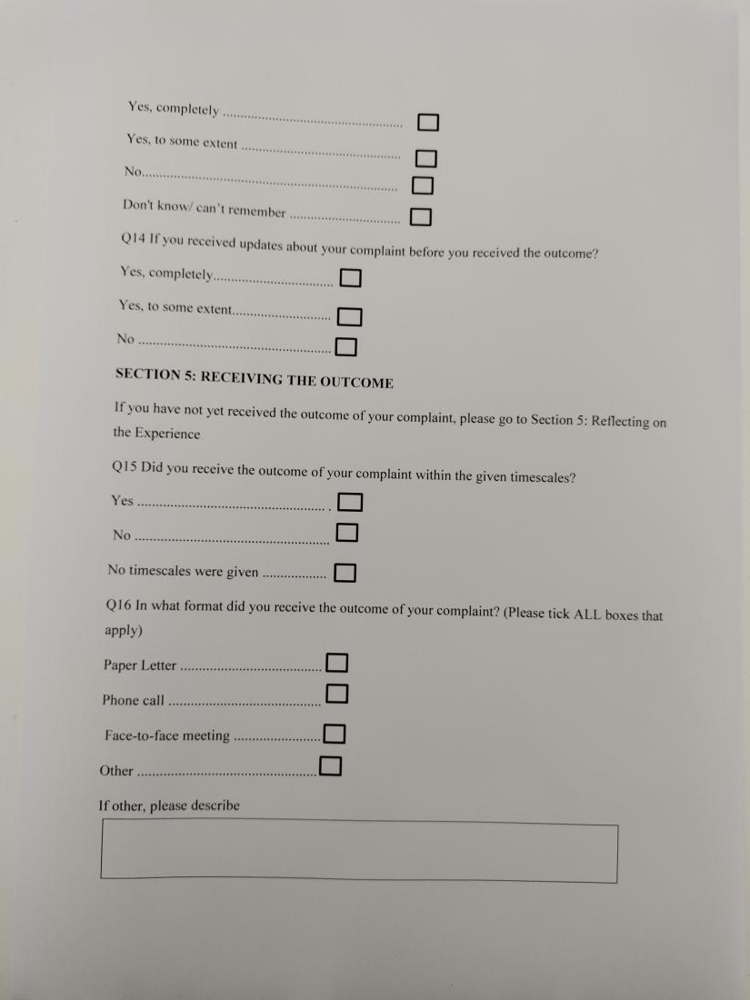 Yes, completely ................................................
Yes, to some extent ..........................................
No....................................................................
Don't know/ can't remember .............................
Q14 If you received updates about your complaint before you received the outcome?
Yes, completely................................
Yes, to some extent..........................
No ....................................................
SECTION 5: RECEIVING THE OUTCOME
If you have not yet received the outcome of your complaint, please go to Section 5: Reflecting on
the Experience
Q15 Did you receive the outcome of your complaint within the given timescales?
Yes .................................................. .
No ....................................................
No timescales were given .................
Q16 In what format did you receive the outcome of your complaint? (Please tick ALL boxes that
apply)
Paper Letter ......................................
Phone call .........................................
Face-to-face meeting .......................
Other ................................................
If other, please describe